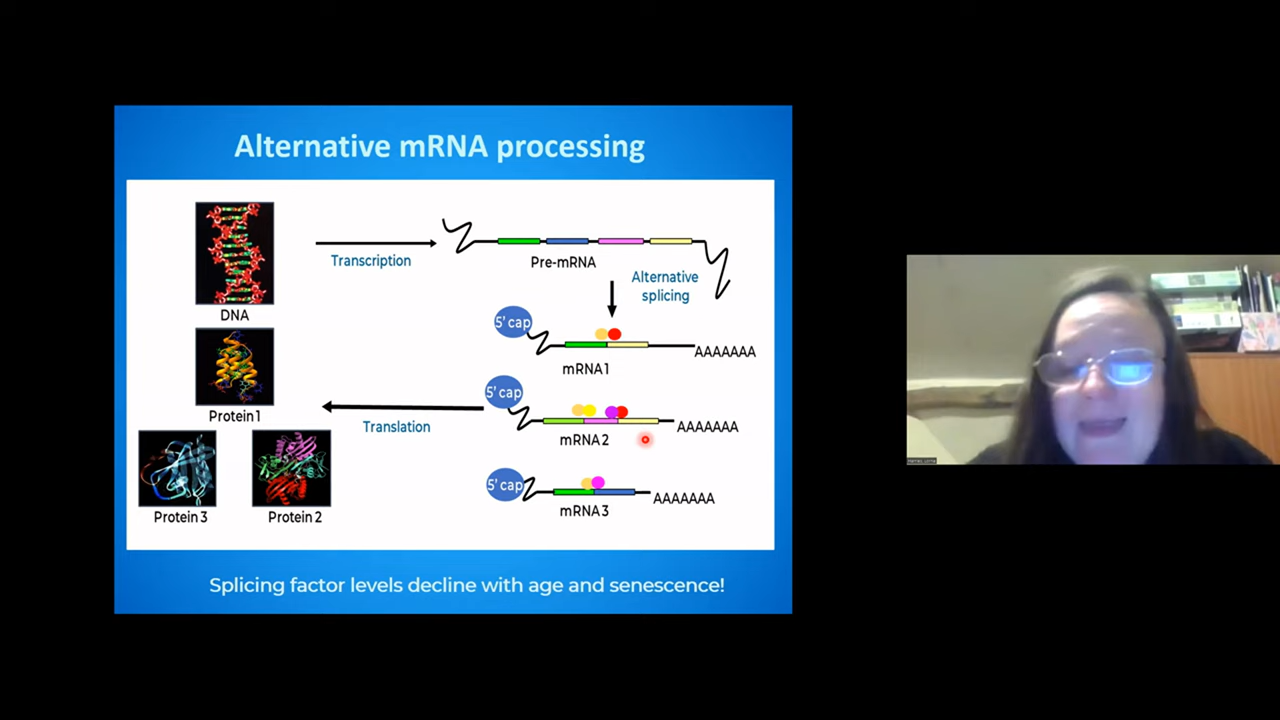 Alternative mRNA processing
DNA
Transcription
Pre-mRNA
Alternative
splicing
5' cap
mRNA1
AAAAAAA
5' cap
mRNA2
AAAAAAA
Translation
5' cap
mRNA3
AAAAAAA
Protein1
Protein 3
Protein 2
Splicing factor levels decline with age and senescence!